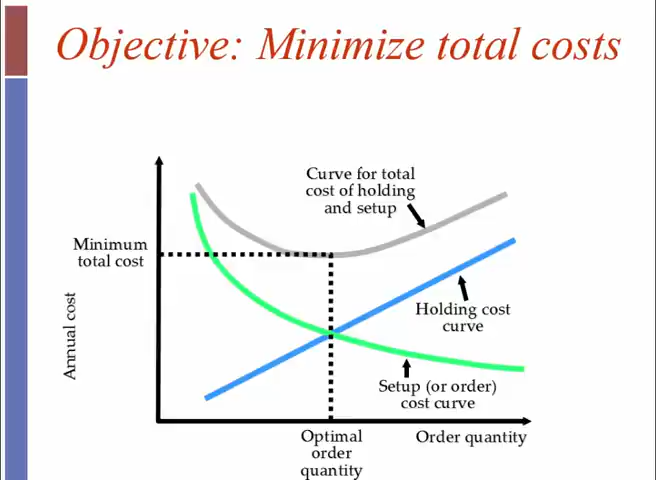 Objective: Minimize total costs
Curve for total
cost of holding
and setup
Minimum
total cost
Annual cost
Holding cost
curve
Setup (or order)
cost curve
Optimal
order
quantity
Order quantity